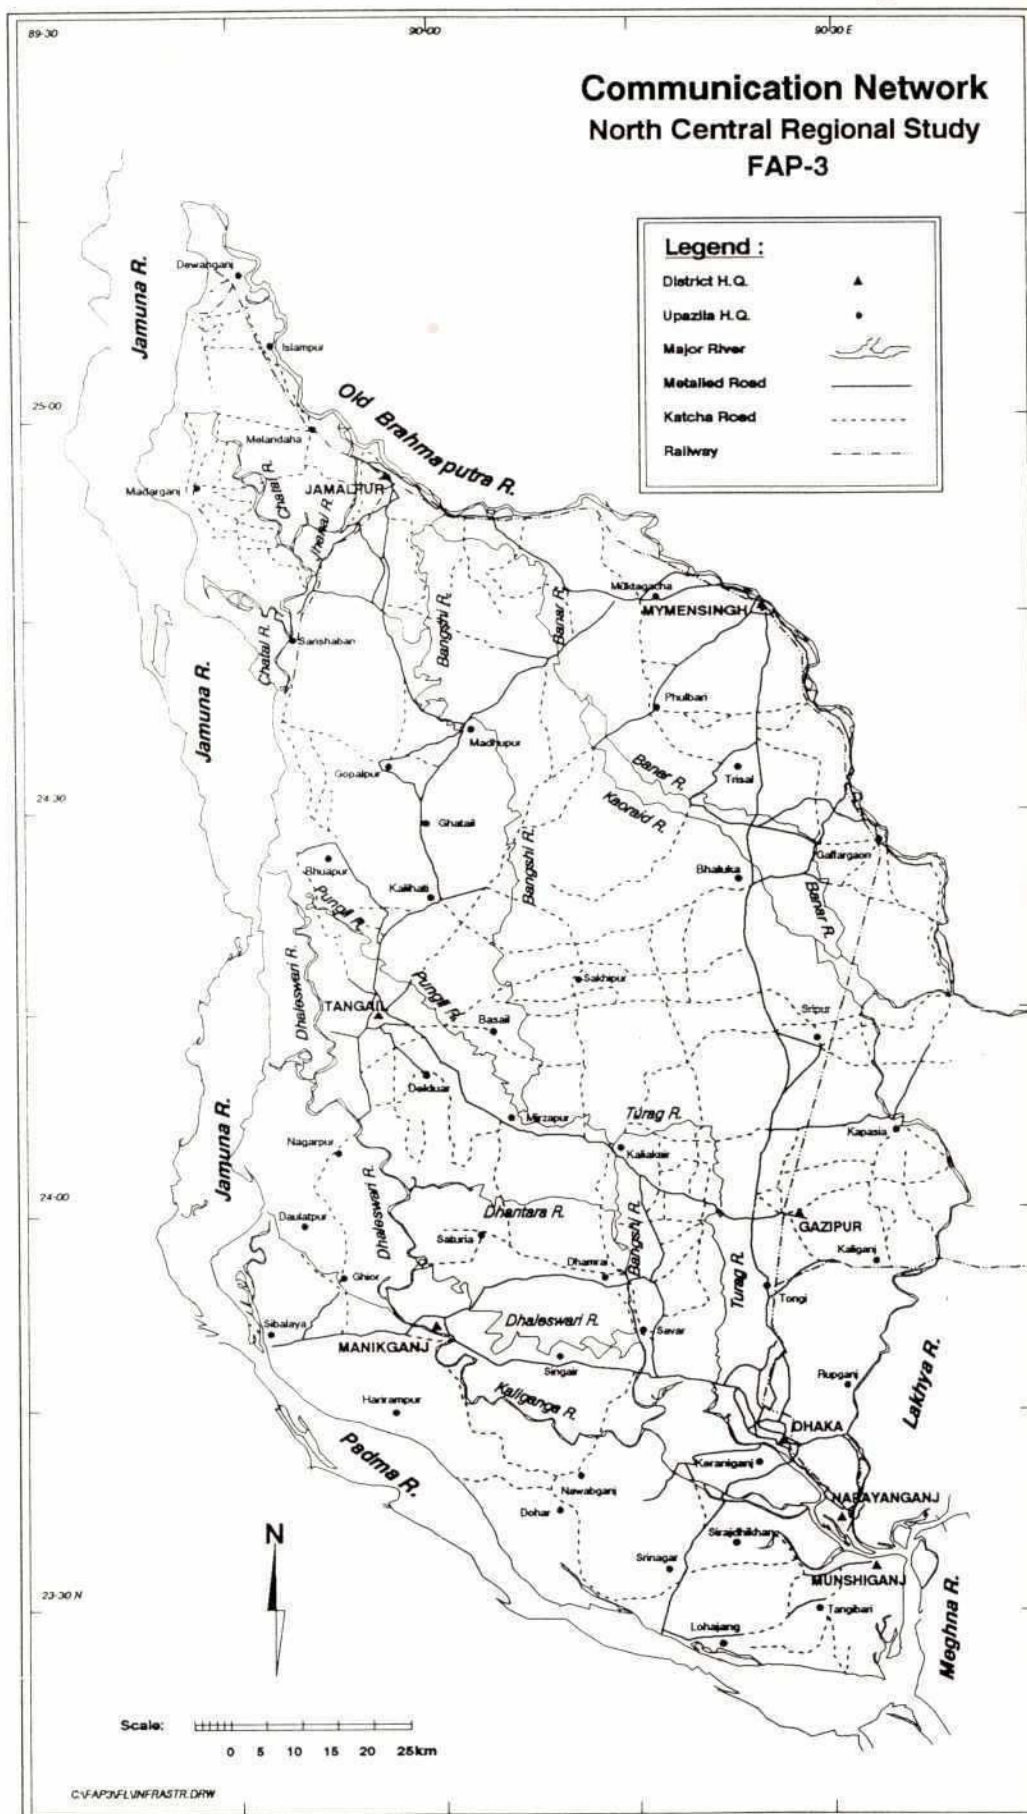 89-30
90-00
90-30 E
Communication Network
North Central Regional Study
FAP-3
Legend :
District H.Q.
Upazila H.Q.
Major River
Metalled Road
Katcha Road
Railway
Dewanganj
Jamuna R.
Islampur
Old Brahmaputra R.
25-00
Melandaha
Madarganj
Chatal R.
JAMALPUR
Jhenai R.
Muktagacha
MYMENSINGH
Bangshi R.
Banar R.
Sarishabari
Chatal R.
Jamuna R.
Phulbari
Madhupur
Gopalpur
Banar R.
Trisal
24-30
Kaoraid R.
Ghatail
Bangshi R.
Gaffargaon
Bhuapur
Bhaluka
Kalihati
Pungli R.
Banar R.
Dhaleswari R.
Pungli R.
Sakhipur
TANGAIL
Basail
Sripur
Delduar
Jamuna R.
Mirzapur
Turag R.
Kapasia
Nagarpur
Kaliakair
24-00
Dhaleswari R.
Dhantara R.
Bangshi R.
Daulatpur
Saturia
GAZIPUR
Kaliganj
Ghior
Dhamrai
Turag R.
Tongi
Sibalaya
Dhaleswari R.
Savar
MANIKGANJ
Singair
Rupganj
Lakhya R.
Kaliganga R.
Harirampur
DHAKA
Padma R.
Keraniganj
Nawabganj
NARAYANGANJ
Dohar
N
Sirajdhikhan
Srinagar
MUNSHIGANJ
23-30 N
Tangibari
Lohajang
Meghna R.
Scale:
0 5 10 15 20 25km
C:\FAP3\FL\INFRASTR.DRW